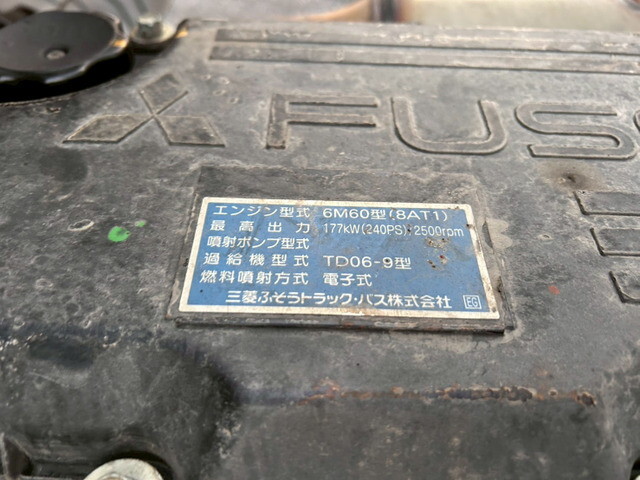 FUSO
エンジン型式 6M60型(8AT1)
最高出力 177kW(240PS)/2500rpm
噴射ポンプ型式
過給機型式 TD06-9型
燃料噴射方式 電子式
三菱ふそうトラック・バス株式会社 EG